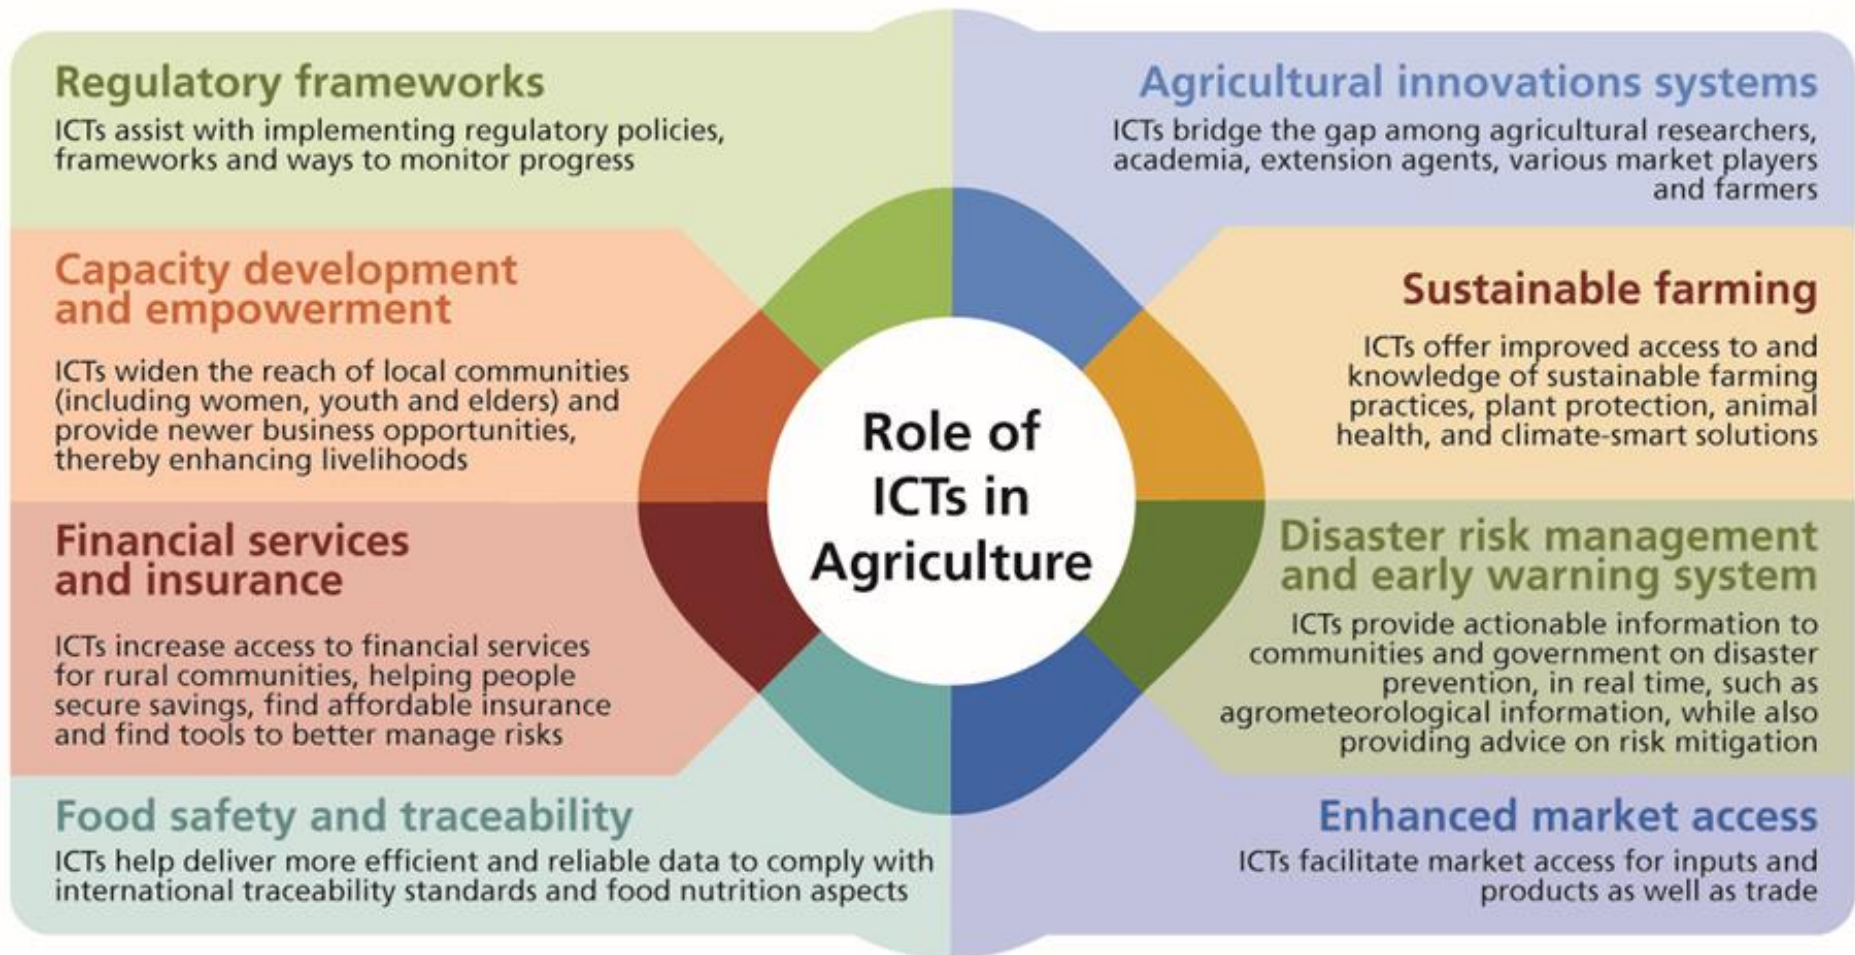 Regulatory frameworks
ICTs assist with implementing regulatory policies,
frameworks and ways to monitor progress
Capacity development
and empowerment
ICTs widen the reach of local communities
(including women, youth and elders) and
provide newer business opportunities,
thereby enhancing livelihoods
Financial services
and insurance
ICTs increase access to financial services
for rural communities, helping people
secure savings, find affordable insurance
and find tools to better manage risks
Food safety and traceability
ICTs help deliver more efficient and reliable data to comply with
international traceability standards and food nutrition aspects
Role of
ICTs in
Agriculture
Agricultural innovations systems
ICTs bridge the gap among agricultural researchers,
academia, extension agents, various market players
and farmers
Sustainable farming
ICTs offer improved access to and
knowledge of sustainable farming
practices, plant protection, animal
health, and climate-smart solutions
Disaster risk management
and early warning system
ICTs provide actionable information to
communities and government on disaster
prevention, in real time, such as
agrometeorological information, while also
providing advice on risk mitigation
Enhanced market access
ICTs facilitate market access for inputs and
products as well as trade